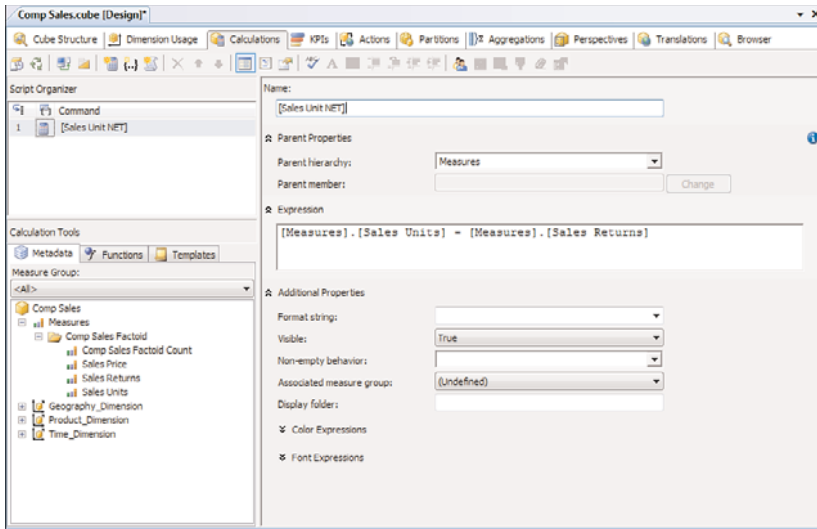 Comp Sales.cube [Design]*
Cube Structure Dimension Usage Calculations KPIs Actions Partitions Aggregations Perspectives Translations Browser
Script Organizer
Command
1 [Sales Unit NET]
Calculation Tools
Metadata Functions Templates
Measure Group:
<All>
Comp Sales
Measures
Comp Sales Factoid
Comp Sales Factoid Count
Sales Price
Sales Returns
Sales Units
Geography_Dimension
Product_Dimension
Time_Dimension
Name:
[Sales Unit NET]
Parent Properties
Parent hierarchy: Measures
Parent member: Change
Expression
[Measures].[Sales Units] - [Measures].[Sales Returns]
Additional Properties
Format string:
Visible: True
Non-empty behavior:
Associated measure group: (Undefined)
Display folder:
Color Expressions
Font Expressions